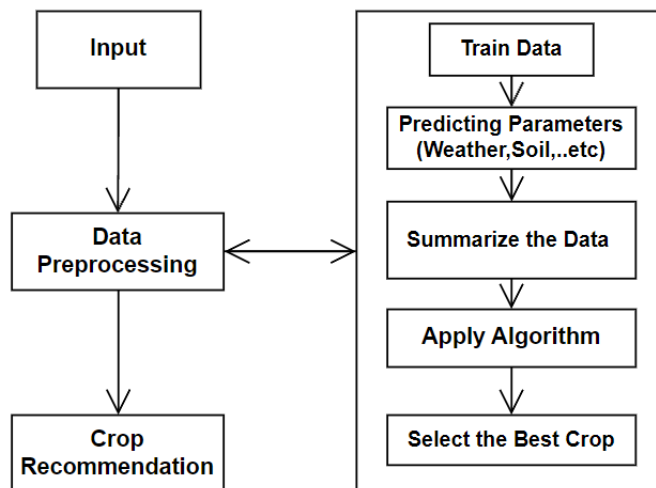 Input
Data
Preprocessing
Crop
Recommendation
Train Data
Predicting Parameters
(Weather,Soil,..etc)
Summarize the Data
Apply Algorithm
Select the Best Crop